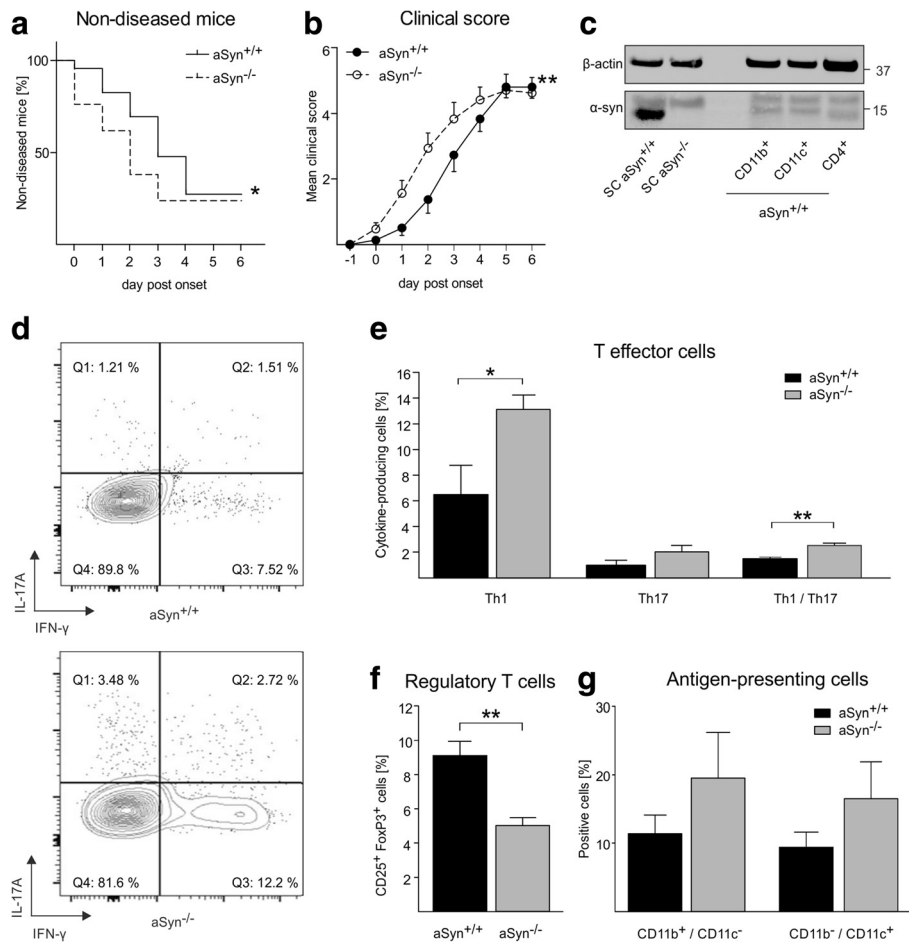 a Non-diseased mice
Non-diseased mice [%]
100
50
aSyn+/+
aSyn-/-
*
0 1 2 3 4 5 6
day post onset
b Clinical score
Mean clinical score
6
4
2
0
aSyn+/+
aSyn-/-
**
-1 0 1 2 3 4 5 6
day post onset
c
β-actin
37
α-syn
15
SC aSyn+/+
SC aSyn-/-
CD11b+
CD11c+
CD4+
aSyn+/+
d
Q1: 1.21 %
Q2: 1.51 %
Q4: 89.8 %
Q3: 7.52 %
IL-17A
IFN-γ
aSyn+/+
Q1: 3.48 %
Q2: 2.72 %
Q4: 81.6 %
Q3: 12.2 %
IL-17A
IFN-γ
aSyn-/-
e T effector cells
Cytokine-producing cells [%]
16
14
12
10
8
6
4
2
aSyn+/+
aSyn-/-
*
**
Th1 Th17 Th1 / Th17
f Regulatory T cells
CD25+ FoxP3+ cells [%]
12
10
8
6
4
2
**
aSyn+/+ aSyn-/-
g Antigen-presenting cells
Positive cells [%]
30
20
10
aSyn+/+
aSyn-/-
CD11b+ / CD11c- CD11b- / CD11c+